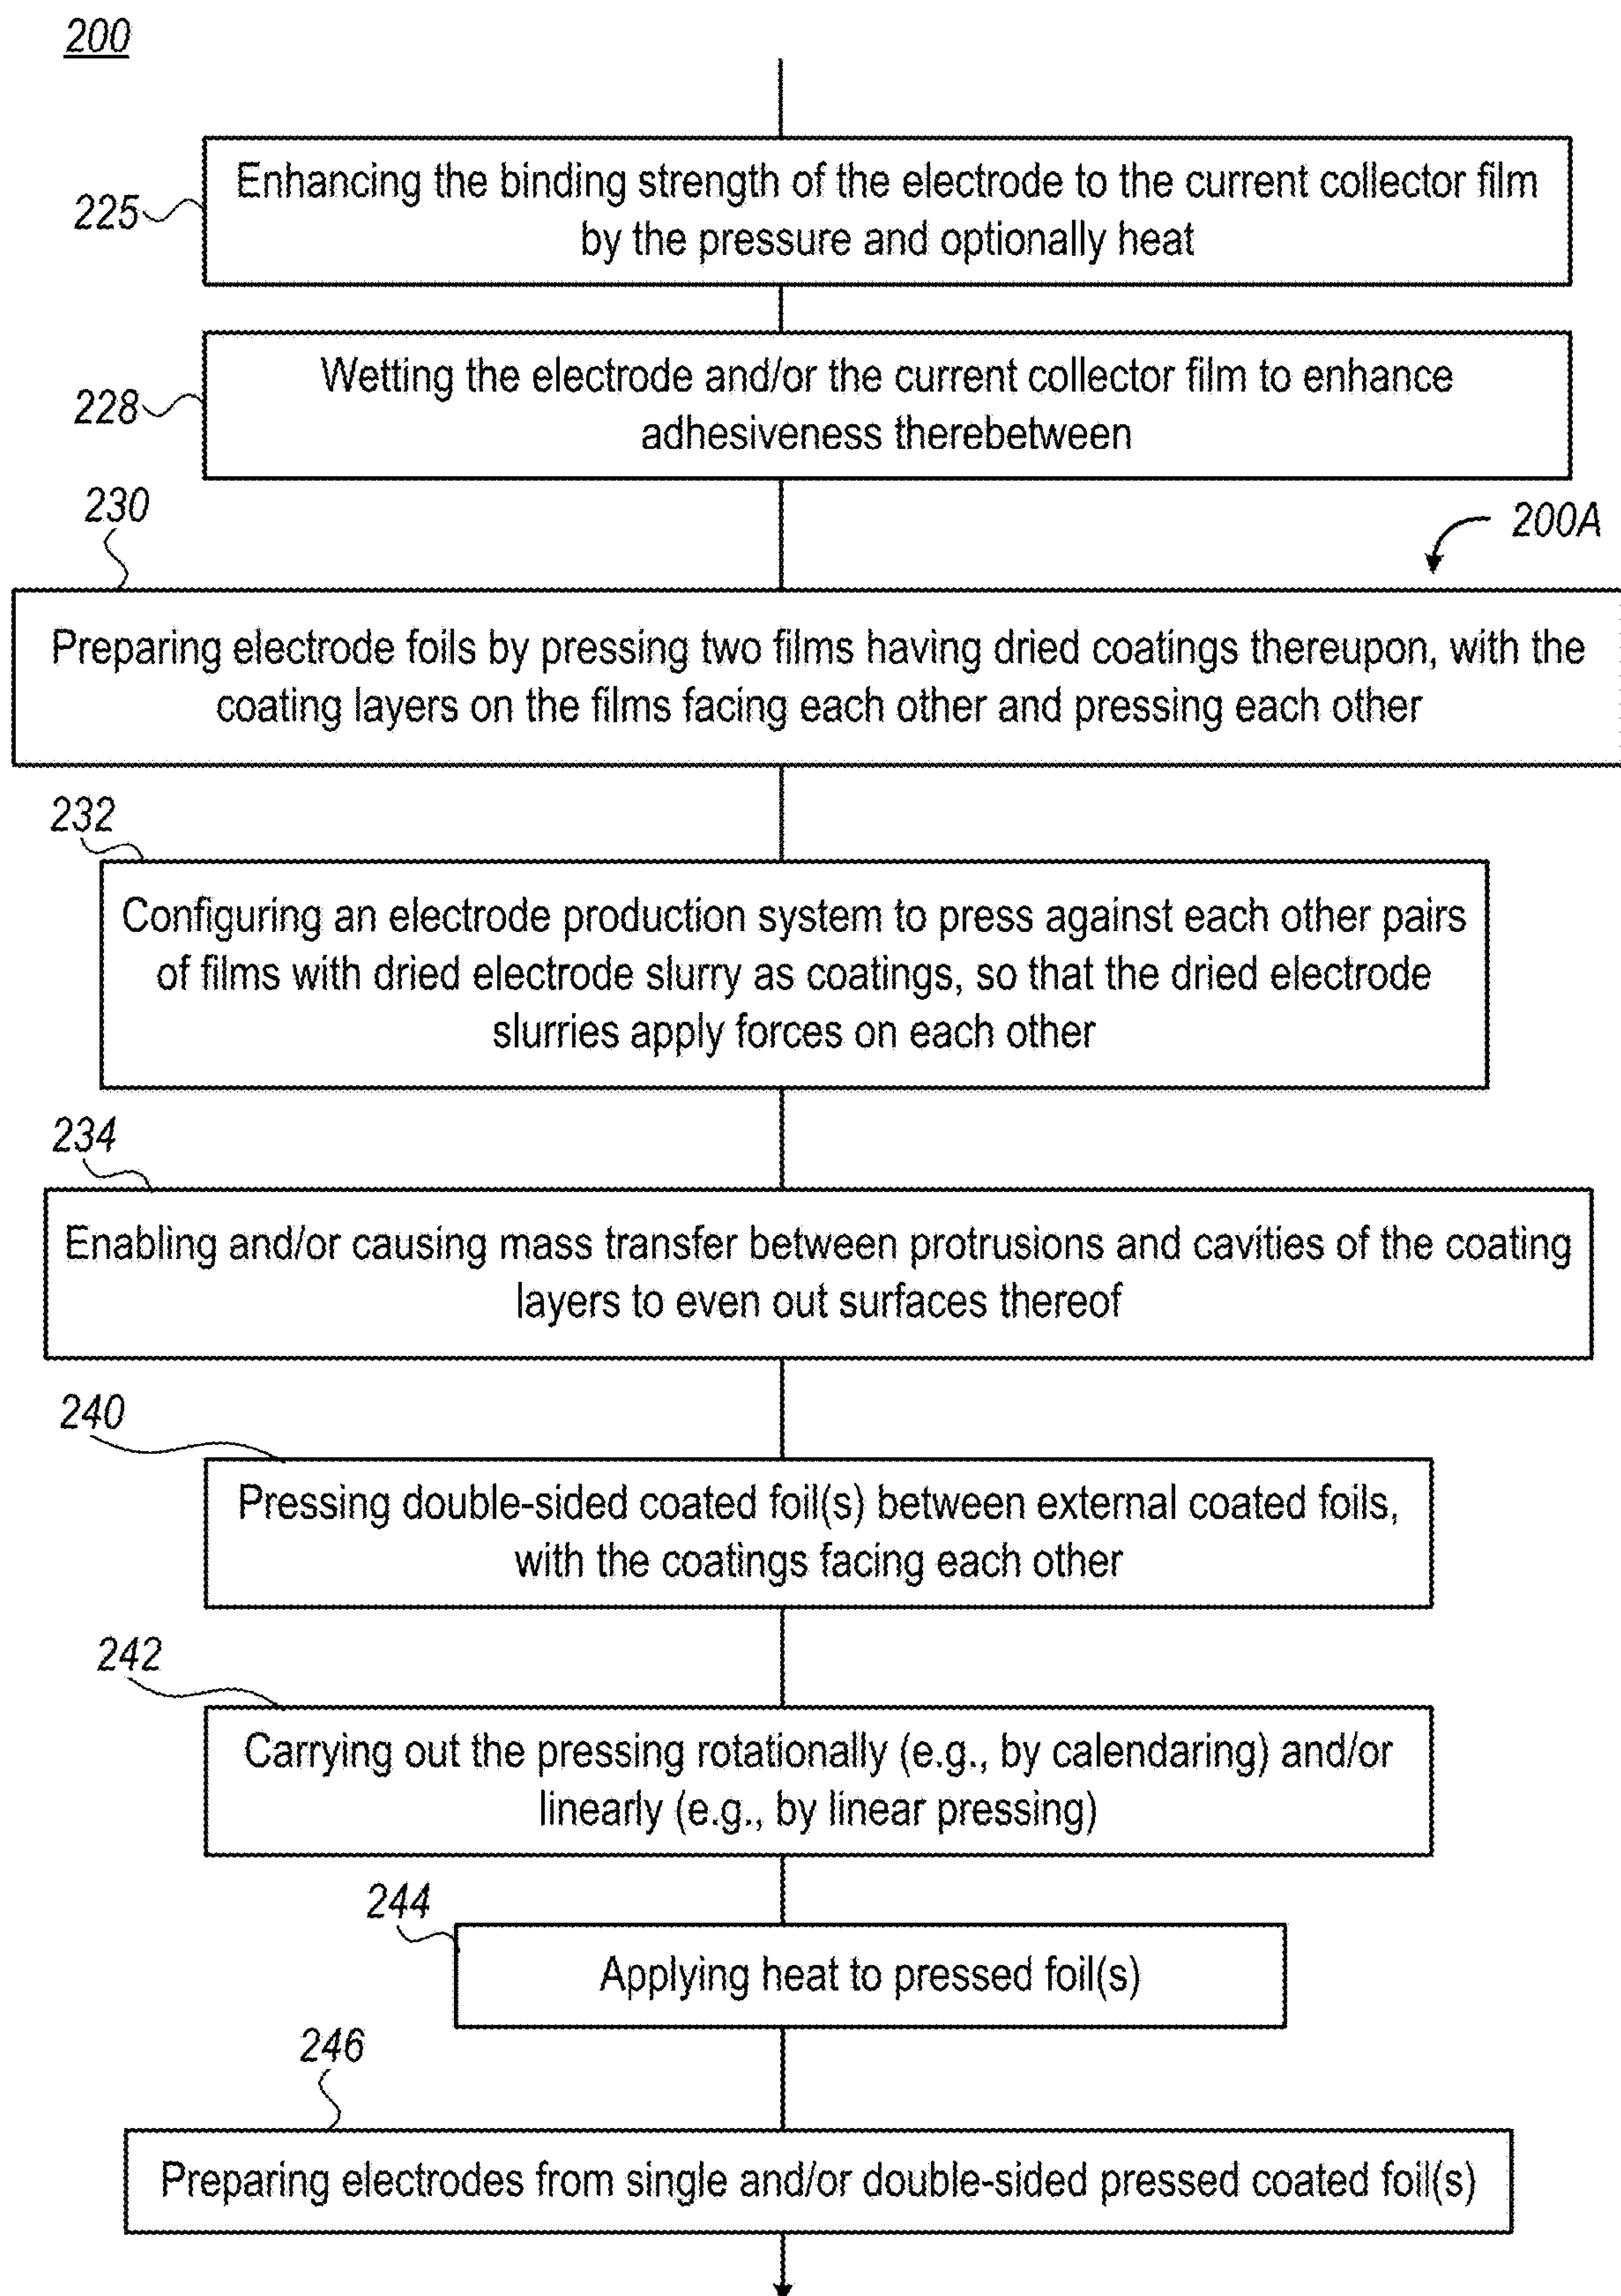 200
225
Enhancing the binding strength of the electrode to the current collector film
by the pressure and optionally heat
228
Wetting the electrode and/or the current collector film to enhance
adhesiveness therebetween
230
200A
Preparing electrode foils by pressing two films having dried coatings thereupon, with the
coating layers on the films facing each other and pressing each other
232
Configuring an electrode production system to press against each other pairs
of films with dried electrode slurry as coatings, so that the dried electrode
slurries apply forces on each other
234
Enabling and/or causing mass transfer between protrusions and cavities of the coating
layers to even out surfaces thereof
240
Pressing double-sided coated foil(s) between external coated foils,
with the coatings facing each other
242
Carrying out the pressing rotationally (e.g., by calendaring) and/or
linearly (e.g., by linear pressing)
244
Applying heat to pressed foil(s)
246
Preparing electrodes from single and/or double-sided pressed coated foil(s)